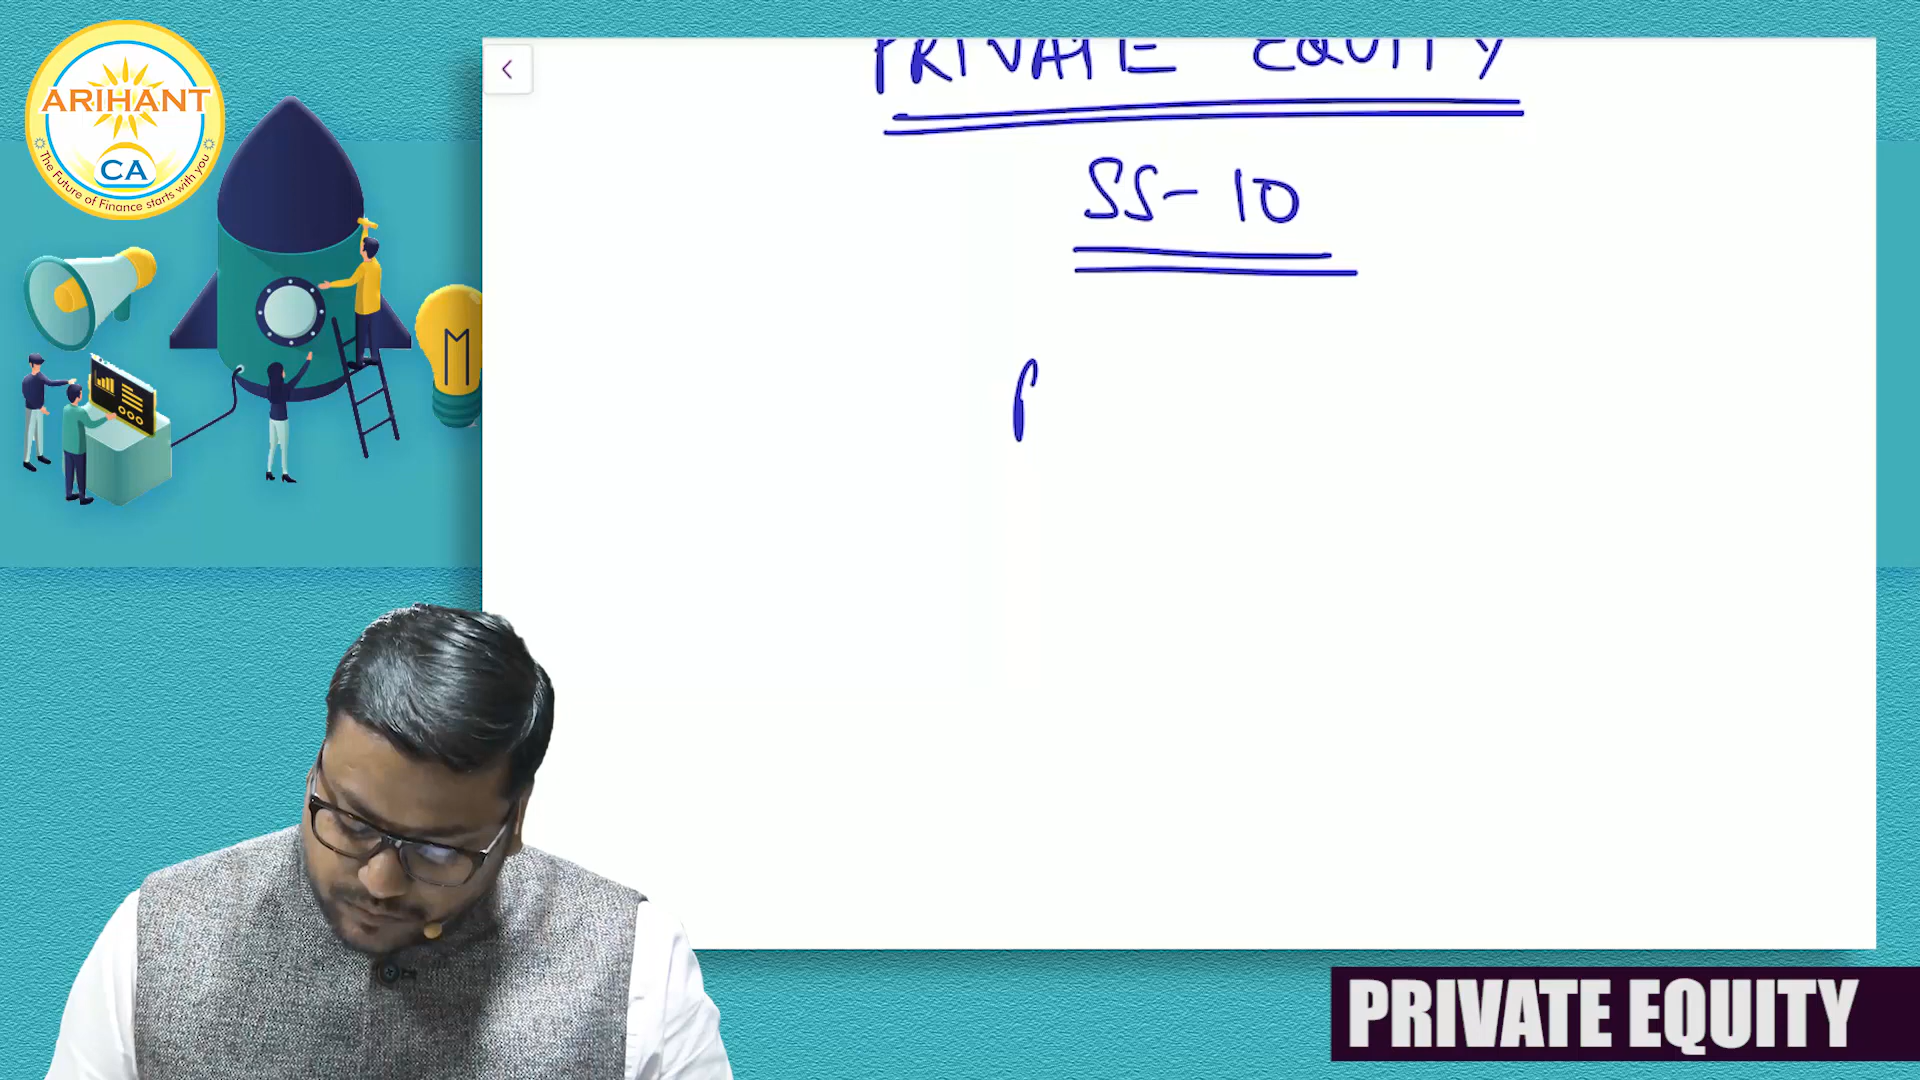 PRIVATE EQUITY
SS-10
ARIHANT
CA
The Future of Finance starts with you
PRIVATE EQUITY